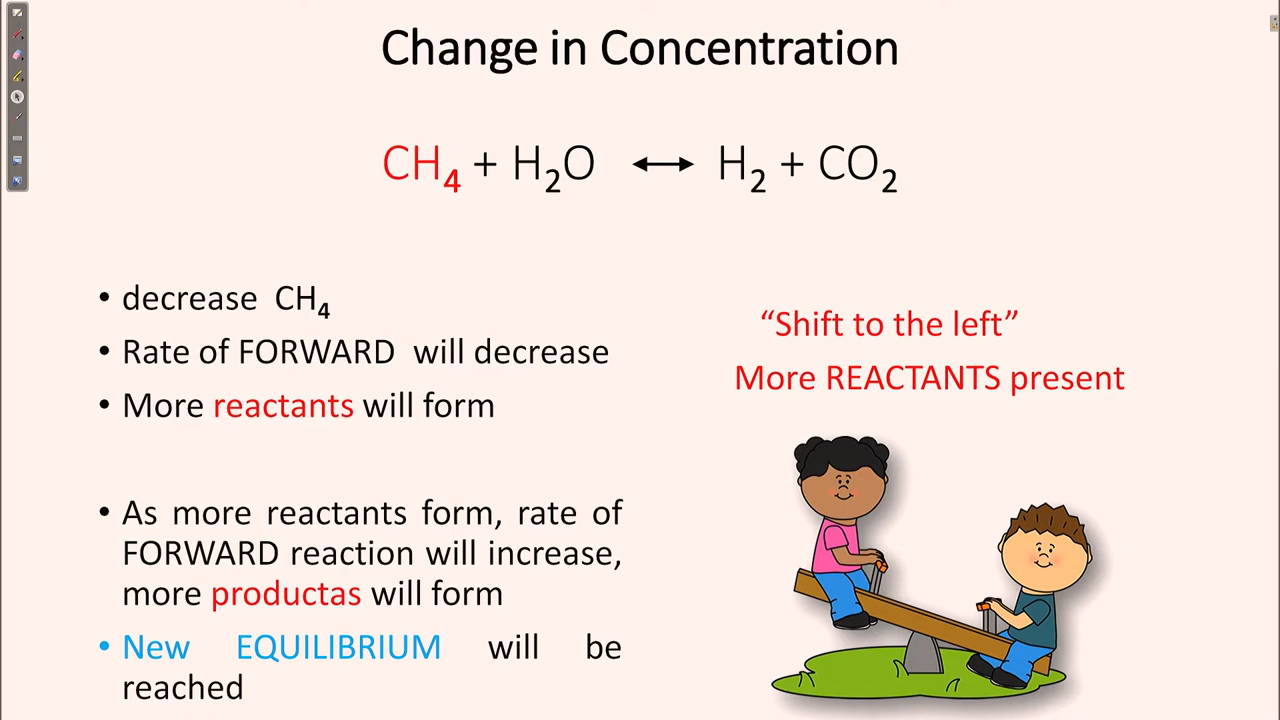 Change in Concentration
CH₄ + H₂O ↔ H₂ + CO₂
• decrease CH₄
• Rate of FORWARD will decrease
• More reactants will form
“Shift to the left”
More REACTANTS present
• As more reactants form, rate of
FORWARD reaction will increase,
more productas will form
• New EQUILIBRIUM will be
reached